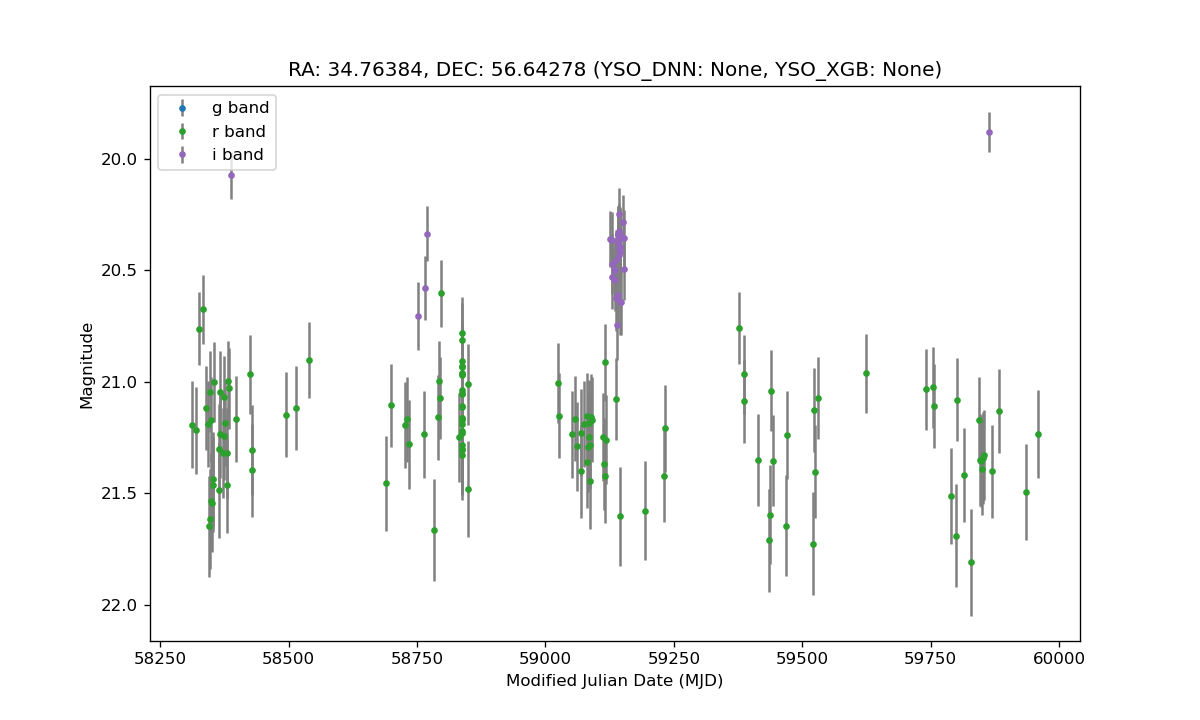 RA: 34.76384, DEC: 56.64278 (YSO_DNN: None, YSO_XGB: None)
g band
r band
i band
20.0
20.5
21.0
21.5
22.0
Magnitude
58250 58500 58750 59000 59250 59500 59750 60000
Modified Julian Date (MJD)